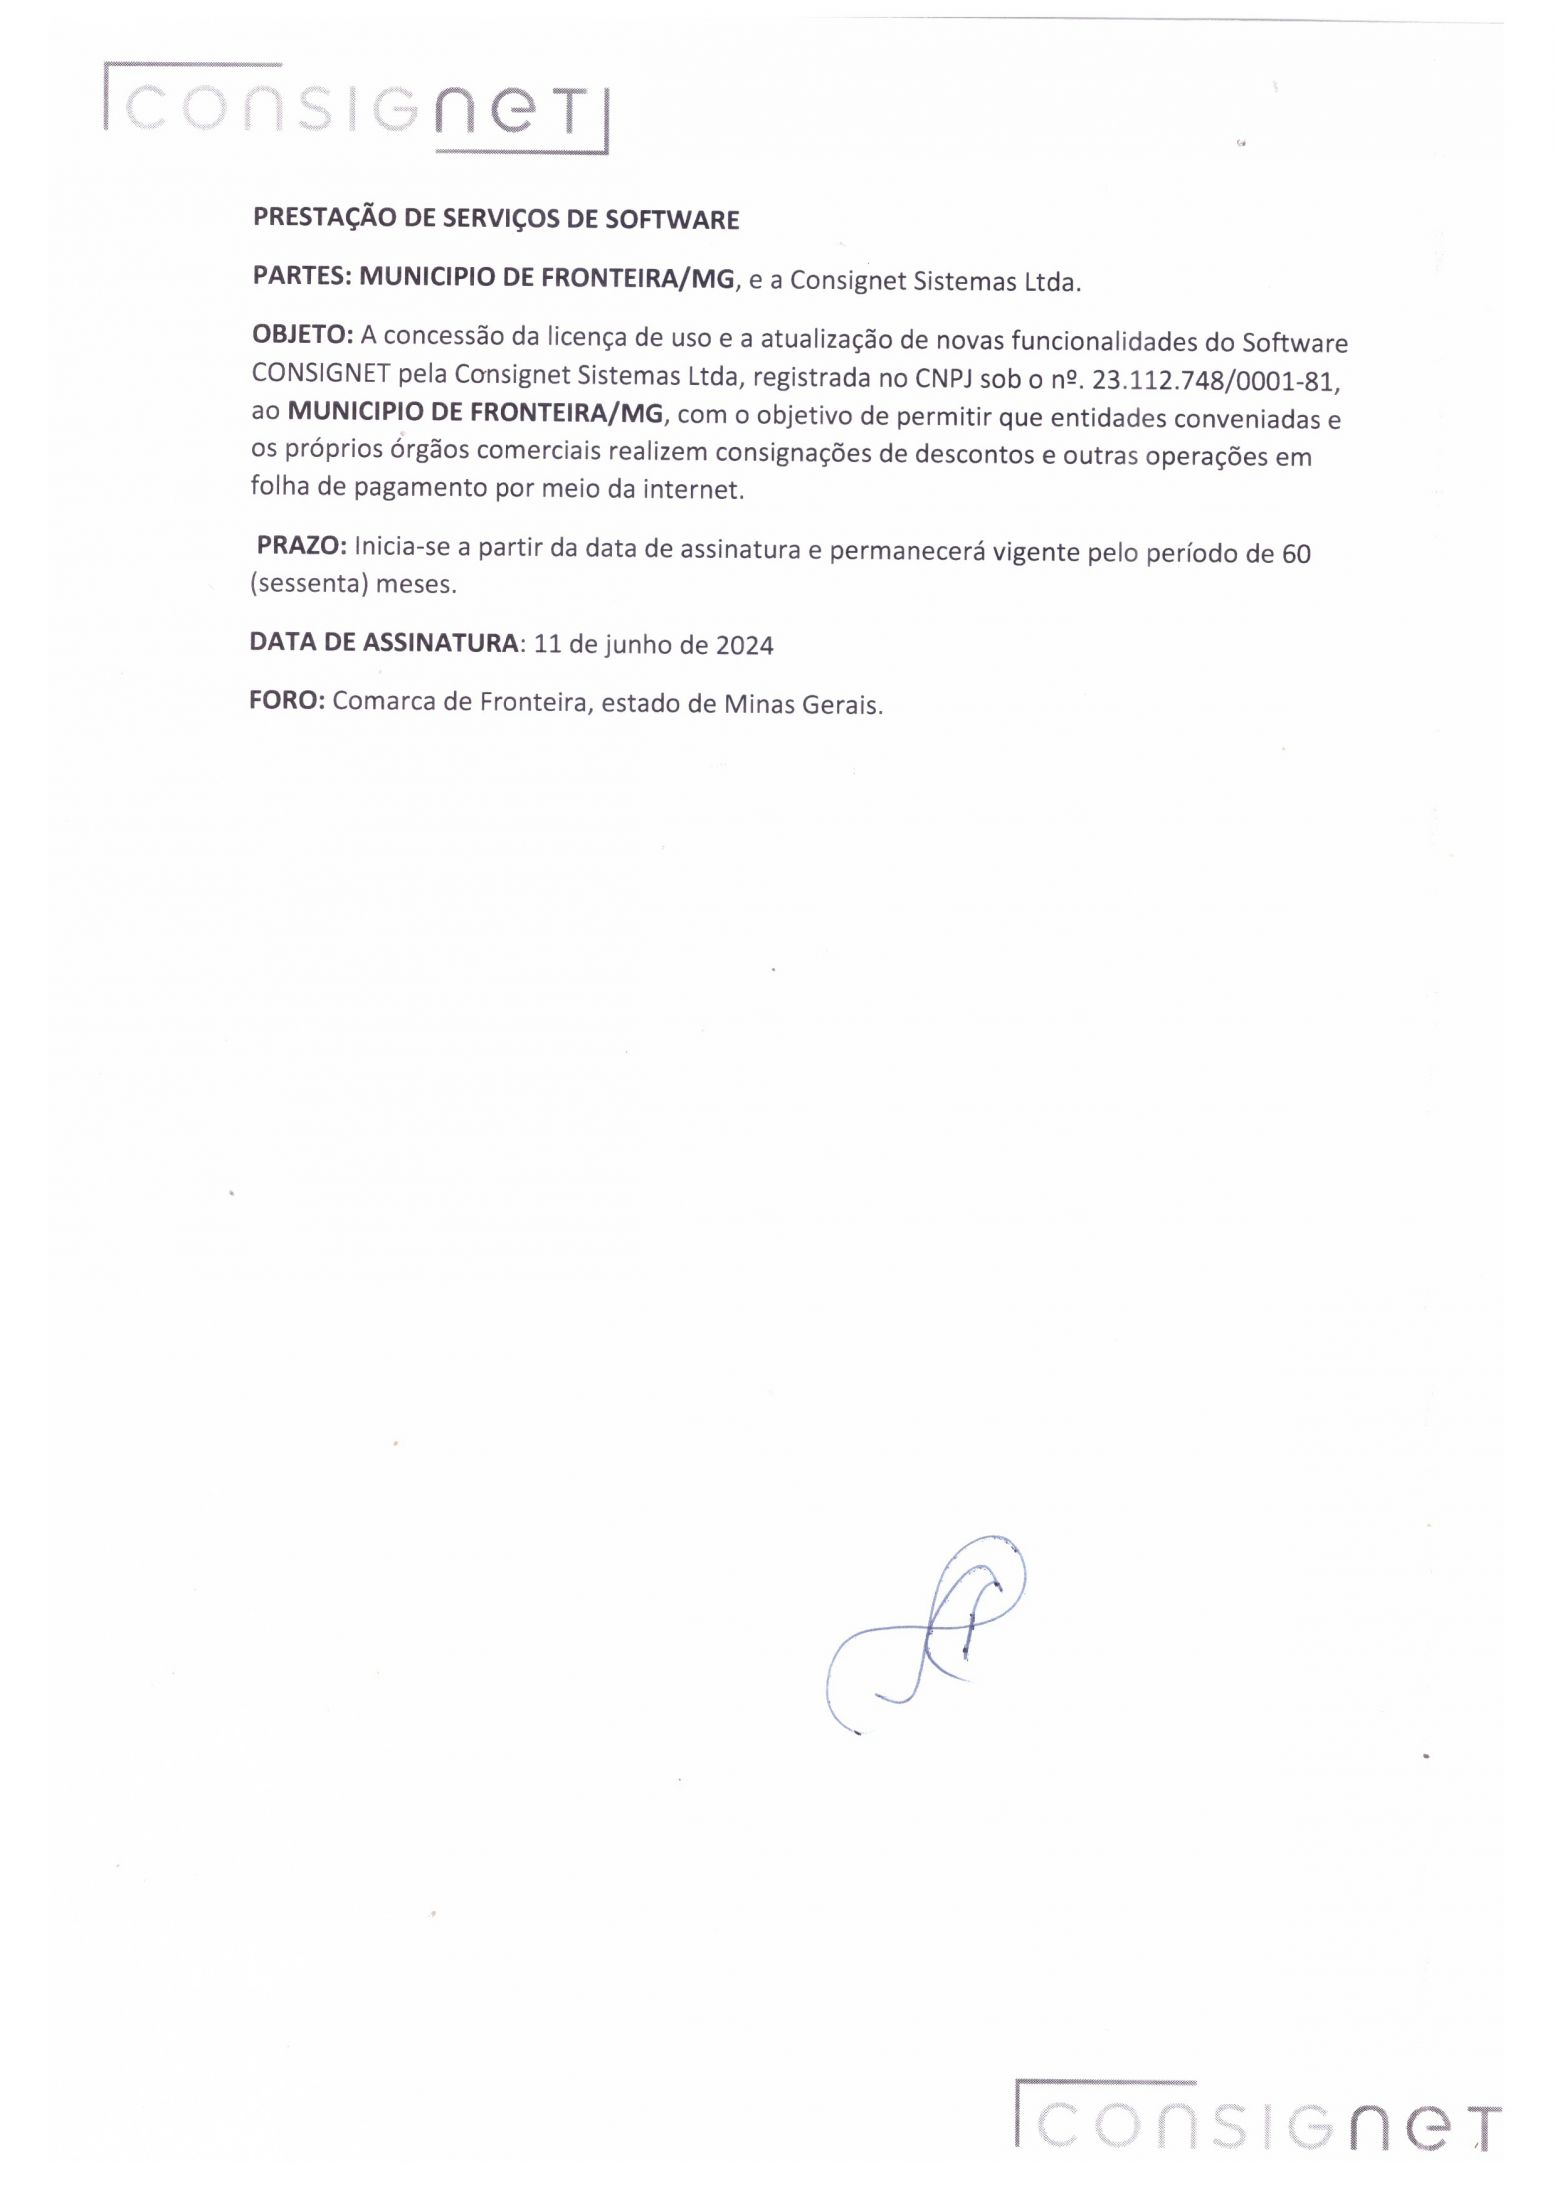 CONSIGNET
PRESTAÇÃO DE SERVIÇOS DE SOFTWARE
PARTES: MUNICIPIO DE FRONTEIRA/MG, e a Consignet Sistemas Ltda.
OBJETO: A concessão da licença de uso e a atualização de novas funcionalidades do Software
CONSIGNET pela Consignet Sistemas Ltda, registrada no CNPJ sob o nº. 23.112.748/0001-81,
ao MUNICIPIO DE FRONTEIRA/MG, com o objetivo de permitir que entidades conveniadas e
os próprios órgãos comerciais realizem consignações de descontos e outras operações em
folha de pagamento por meio da internet.
PRAZO: Inicia-se a partir da data de assinatura e permanecerá vigente pelo período de 60
(sessenta) meses.
DATA DE ASSINATURA: 11 de junho de 2024
FORO: Comarca de Fronteira, estado de Minas Gerais.
CONSIGNET